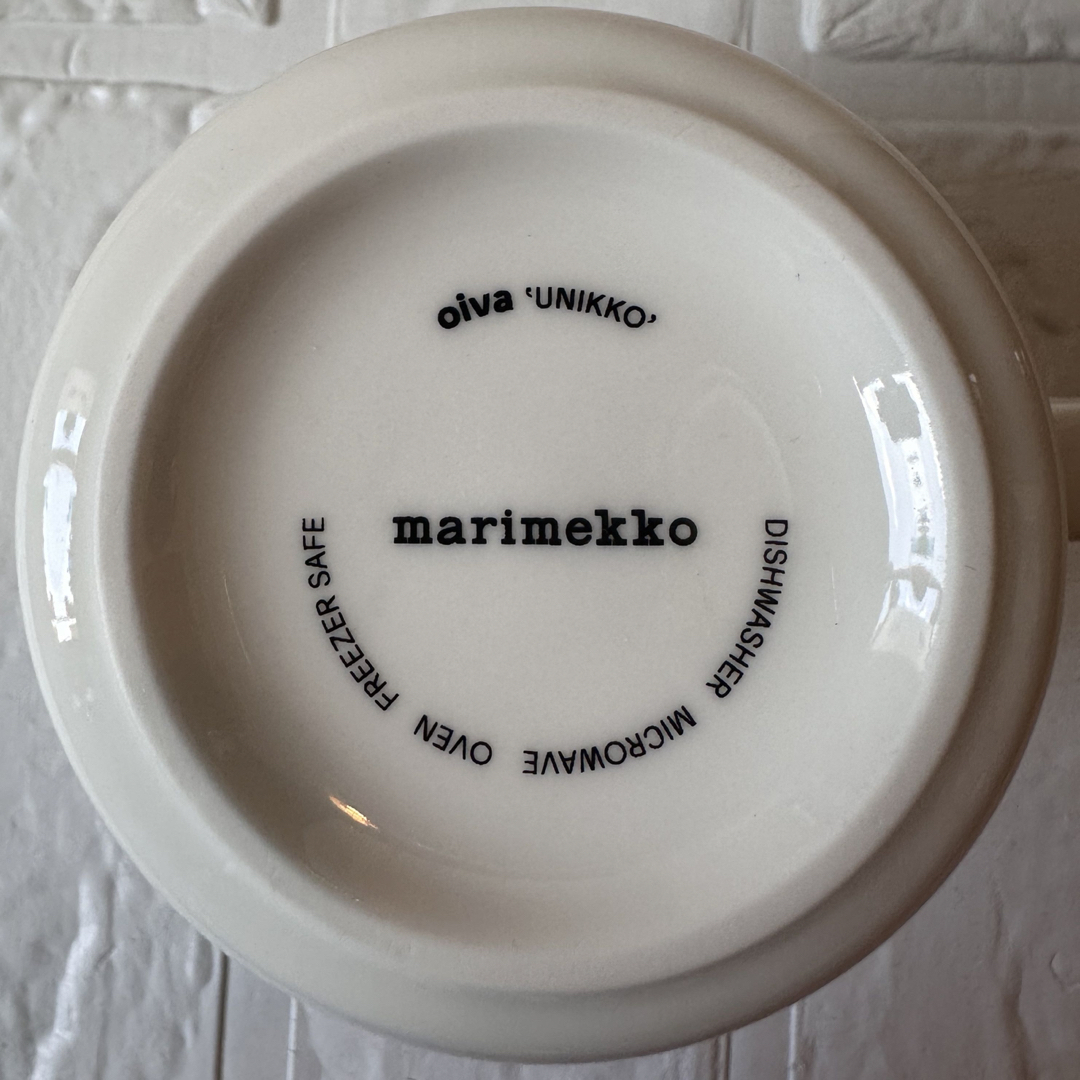 oiva ‘UNIKKO’
marimekko
DISHWASHER MICROWAVE OVEN FREEZER SAFE